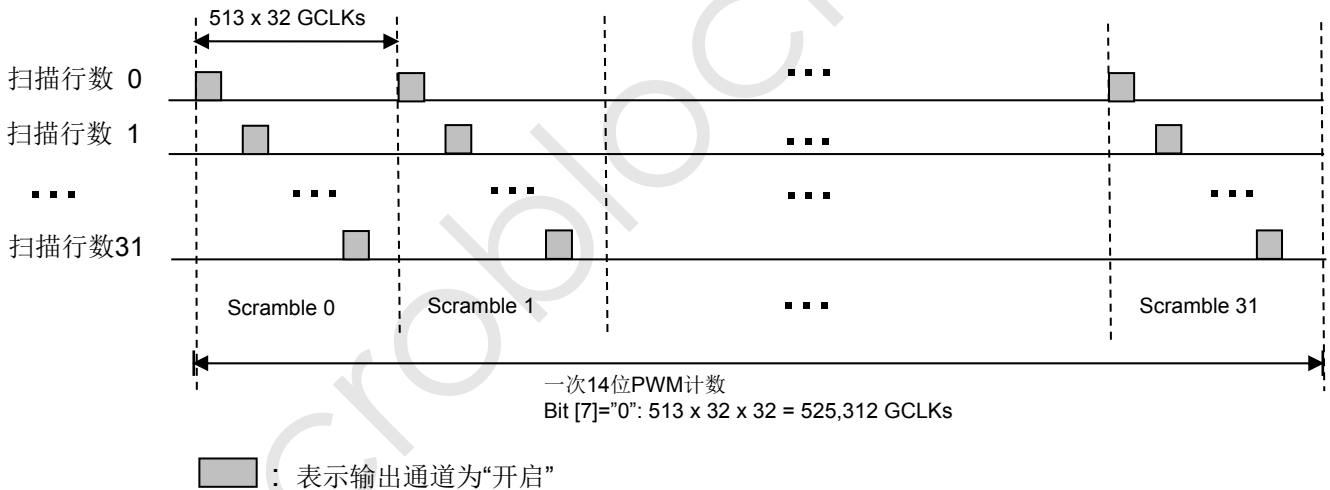 513 x 32 GCLKs
扫描行数 0
扫描行数 1
扫描行数31
Scramble 0
Scramble 1
Scramble 31
一次14位PWM计数
Bit [7]=”0”: 513 x 32 x 32 = 525,312 GCLKs
: 表示输出通道为“开启”
croblock